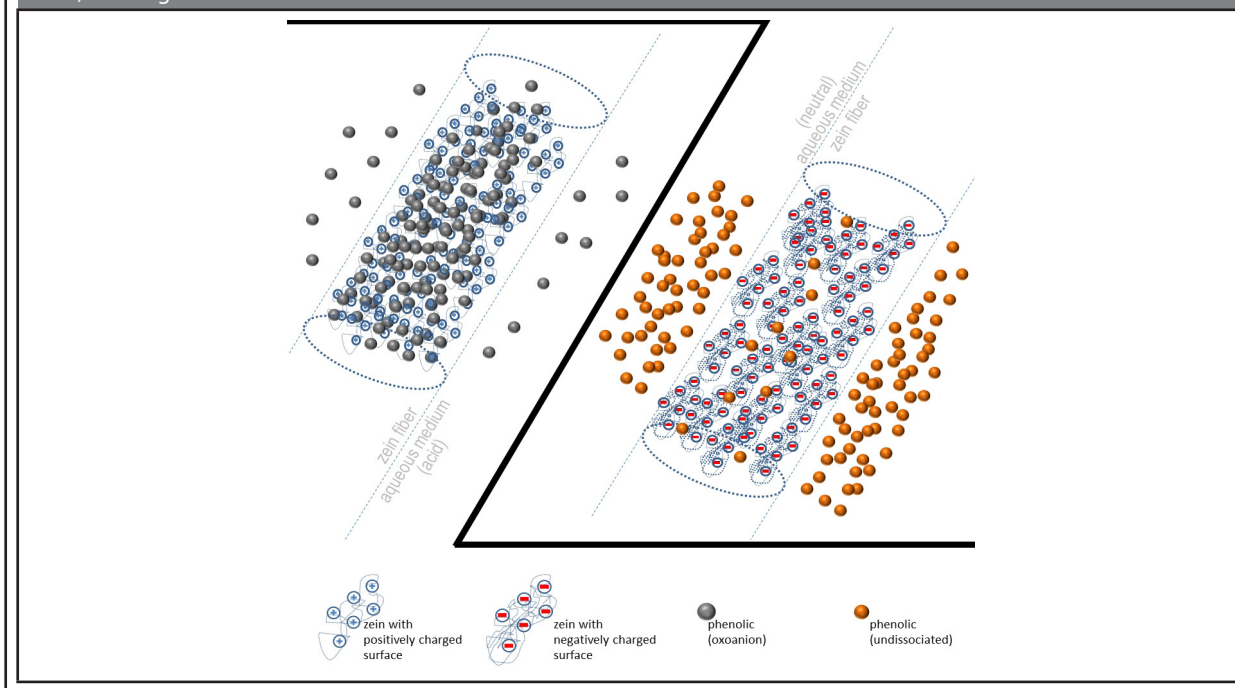 (neutral)
aqueous medium
zein fiber
zein fiber
aqueous medium
(acid)
zein with
positively charged
surface
zein with
negatively charged
surface
phenolic
(oxoanion)
phenolic
(undissociated)